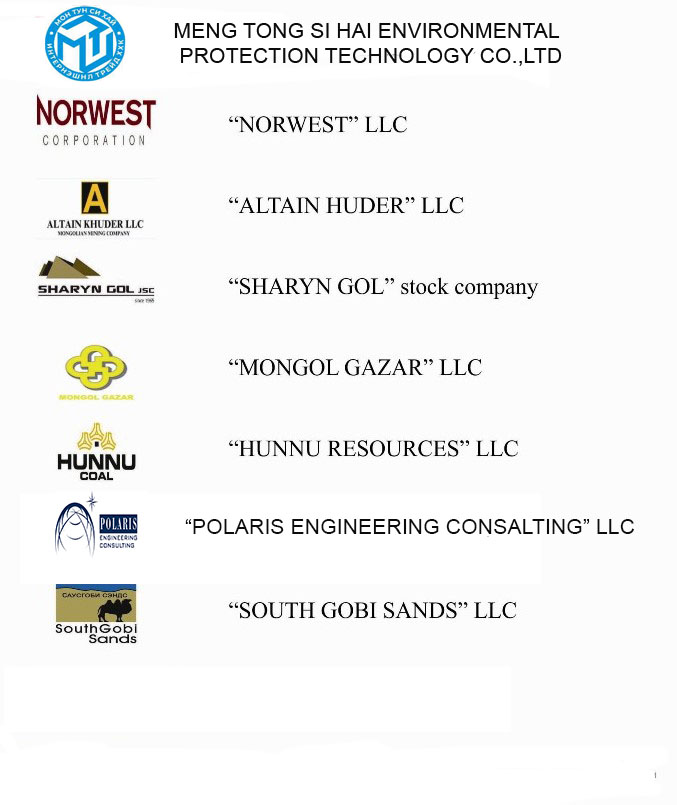 МОН ТУН СИ ХАЙ
ИНТЕРНЭШНЛ ТРЕЙД ХХК
MENG TONG SI HAI ENVIRONMENTAL
PROTECTION TECHNOLOGY CO.,LTD
NORWEST
CORPORATION
“NORWEST” LLC
A
ALTAIN KHUDER LLC
MONGOLIAN MINING COMPANY
“ALTAIN HUDER” LLC
SHARYN GOL JSC
since 1965
“SHARYN GOL” stock company
MONGOL GAZAR
“MONGOL GAZAR” LLC
HUNNU
COAL
“HUNNU RESOURCES” LLC
POLARIS
ENGINEERING
CONSULTING
“POLARIS ENGINEERING CONSALTING” LLC
САУСГОБИ СЭНДС
SouthGobi
Sands
“SOUTH GOBI SANDS” LLC
1